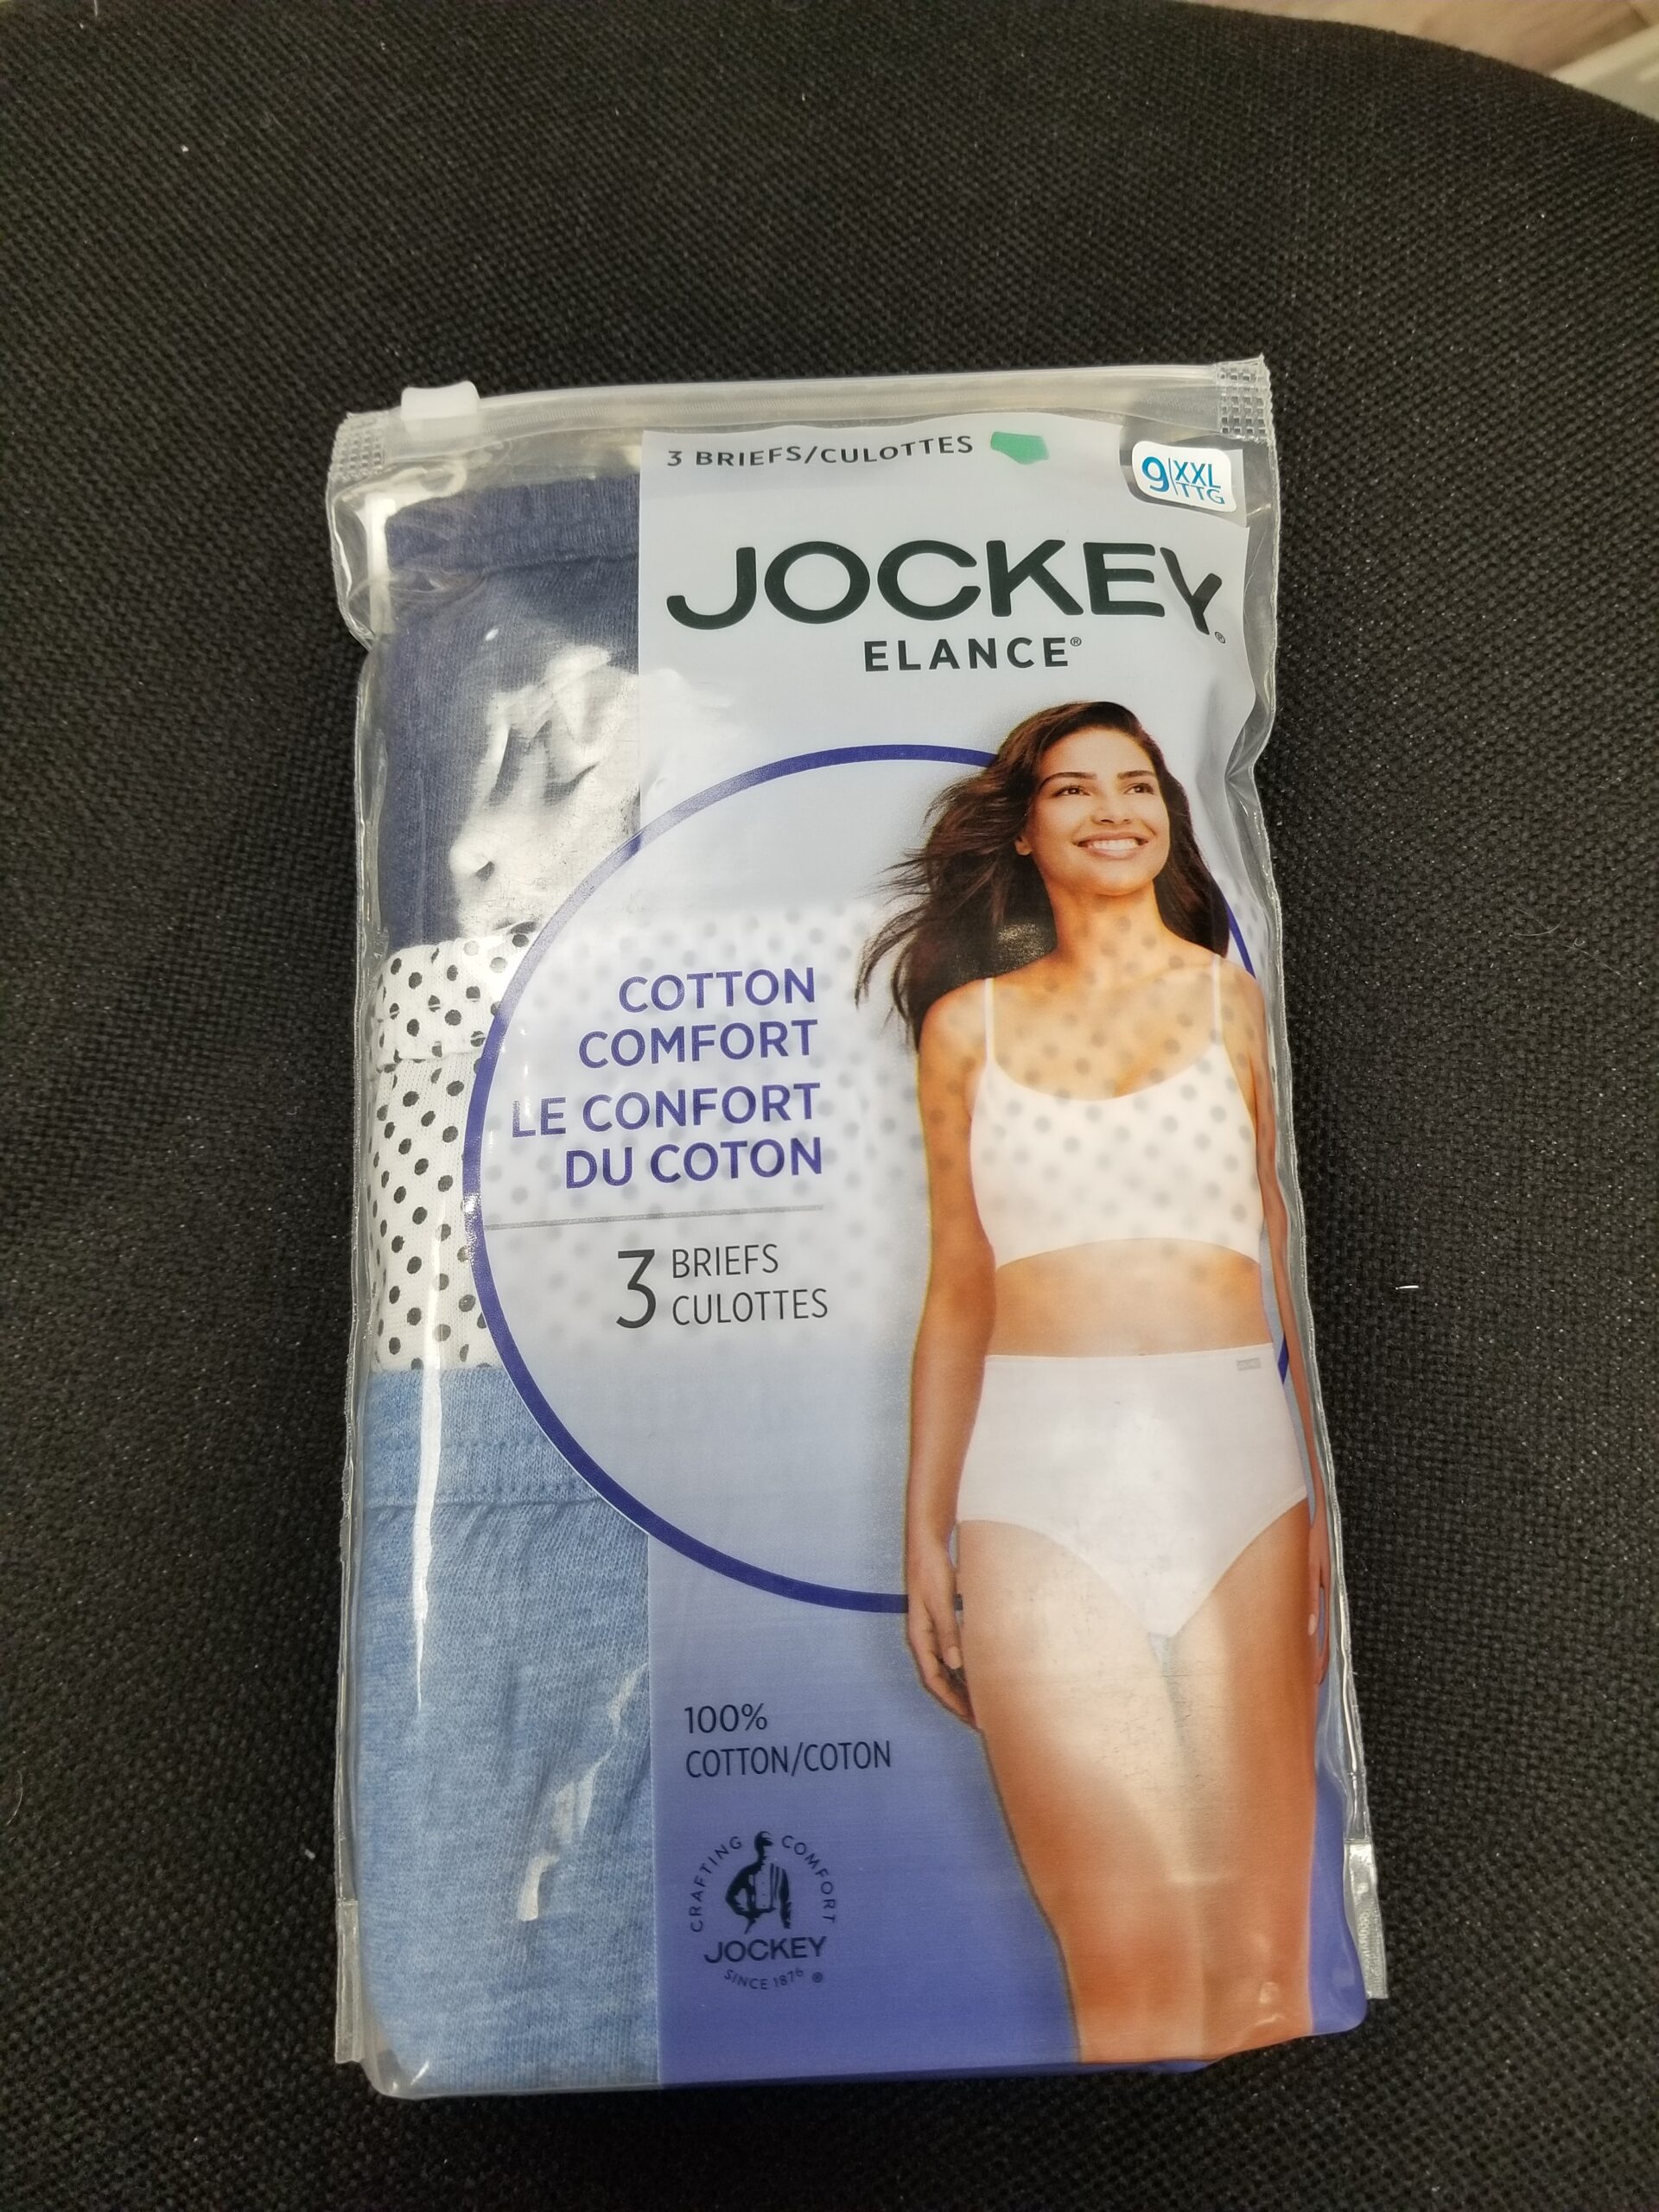 3 BRIEFS/CULOTTES
9 XXL
TTG
JOCKEY®
ELANCE®
COTTON
COMFORT
LE CONFORT
DU COTON
3 BRIEFS
CULOTTES
100%
COTTON/COTON
CRAFTING COMFORT
JOCKEY
SINCE 1876 ®